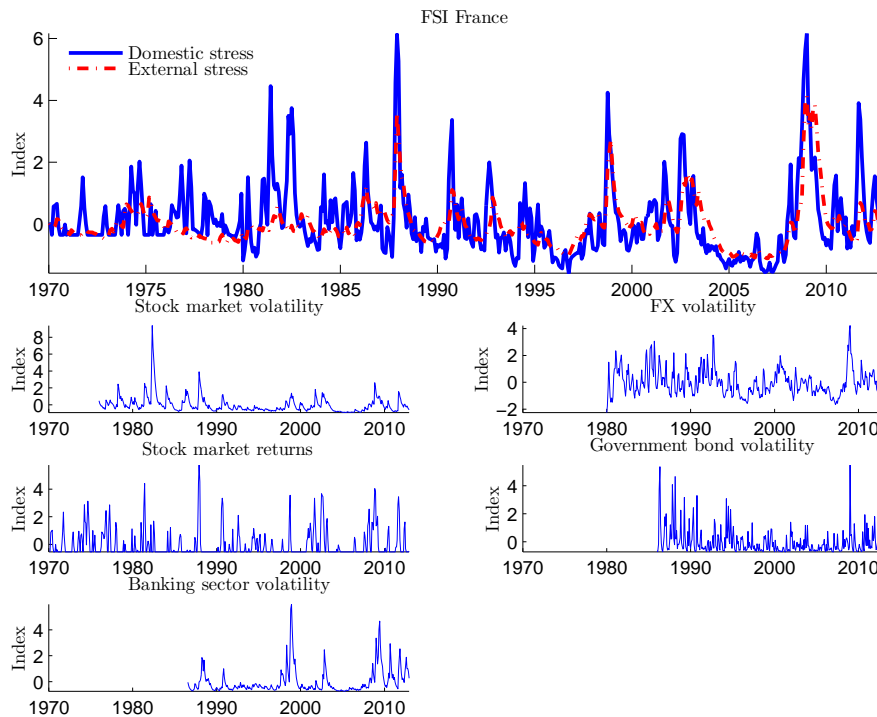 FSI France
Domestic stress
External stress
Index
6
4
2
0
1970 1975 1980 1985 1990 1995 2000 2005 2010
Stock market volatility
Index
8
6
4
2
0
1970 1980 1990 2000 2010
FX volatility
Index
4
2
0
−2
1970 1980 1990 2000 2010
Stock market returns
Index
4
2
0
1970 1980 1990 2000 2010
Government bond volatility
Index
4
2
0
1970 1980 1990 2000 2010
Banking sector volatility
Index
4
2
0
1970 1980 1990 2000 2010